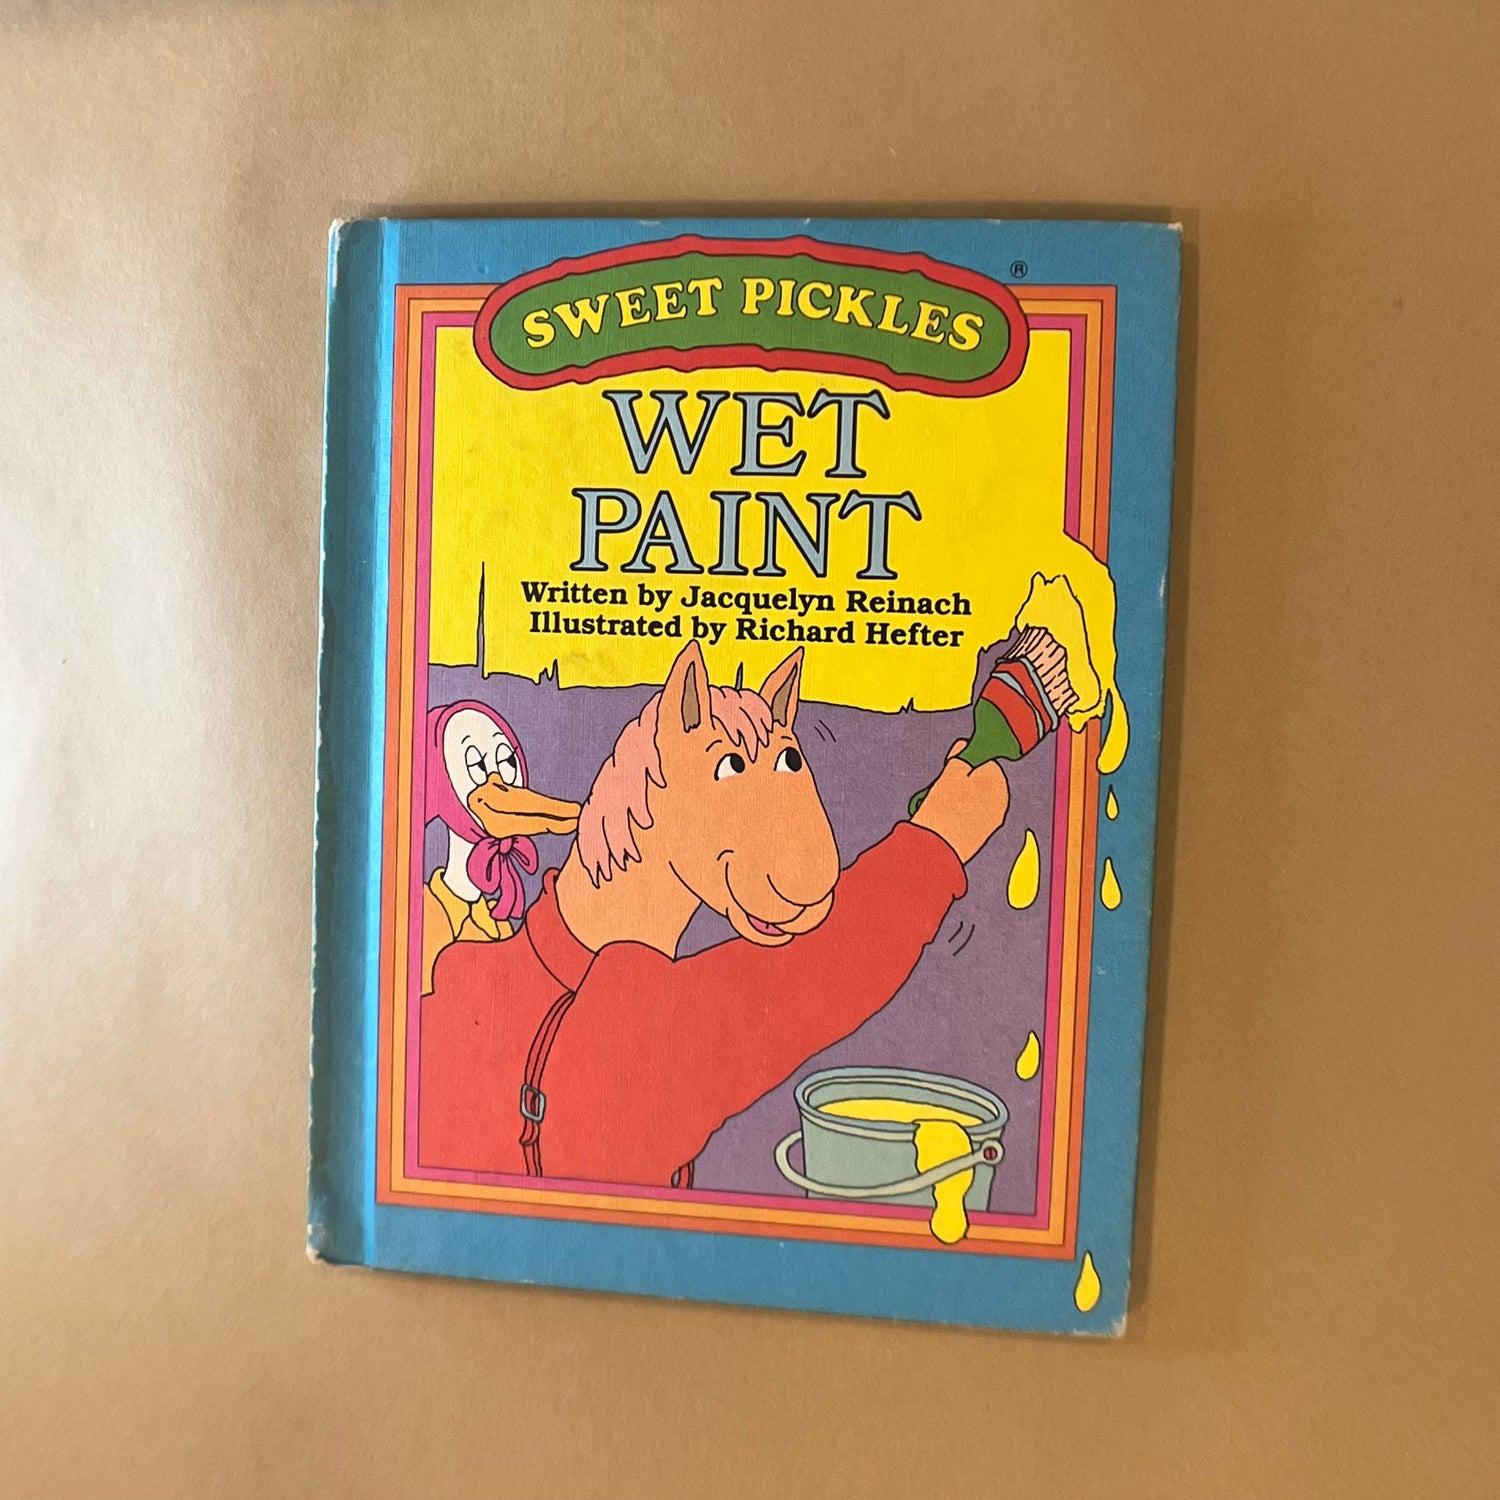 SWEET PICKLES
®
WET
PAINT
Written by Jacquelyn Reinach
Illustrated by Richard Hefter